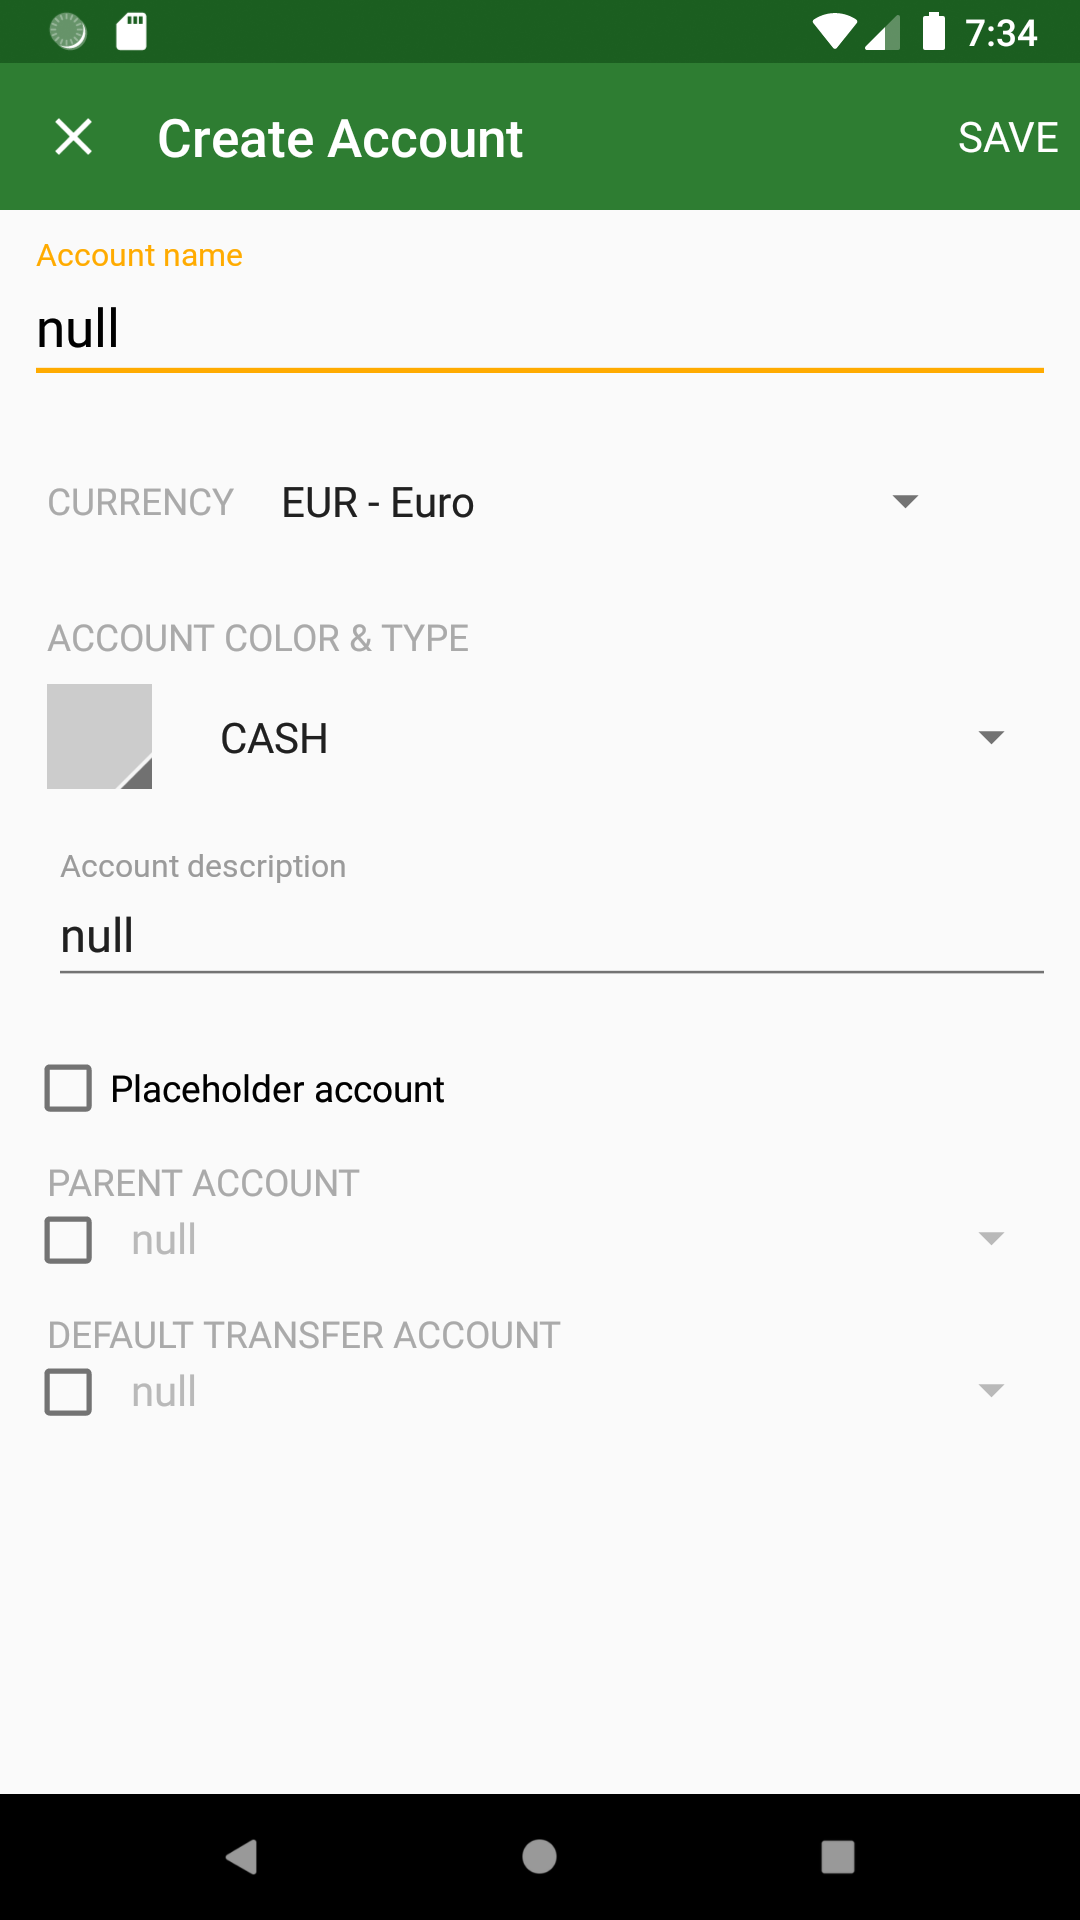 7:34
Create Account
SAVE
Account name
null
CURRENCY
EUR - Euro
ACCOUNT COLOR & TYPE
CASH
Account description
null
Placeholder account
PARENT ACCOUNT
null
DEFAULT TRANSFER ACCOUNT
null